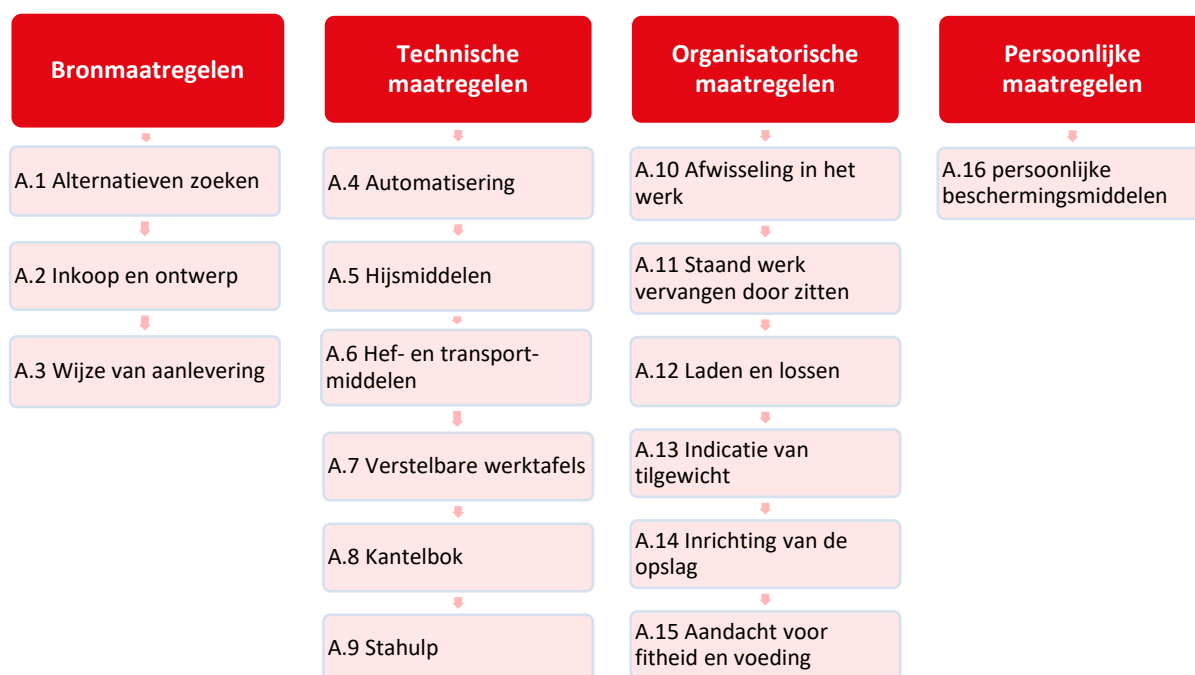 Bronmaatregelen
A.1 Alternatieven zoeken
A.2 Inkoop en ontwerp
A.3 Wijze van aanlevering
Technische
maatregelen
A.4 Automatisering
A.5 Hijsmiddelen
A.6 Hef- en transport-
middelen
A.7 Verstelbare werktafels
A.8 Kantelbok
A.9 Stahulp
Organisatorische
maatregelen
A.10 Afwisseling in het
werk
A.11 Staand werk
vervangen door zitten
A.12 Laden en lossen
A.13 Indicatie van
tilgewicht
A.14 Inrichting van de
opslag
A.15 Aandacht voor
fitheid en voeding
Persoonlijke
maatregelen
A.16 persoonlijke
beschermingsmiddelen